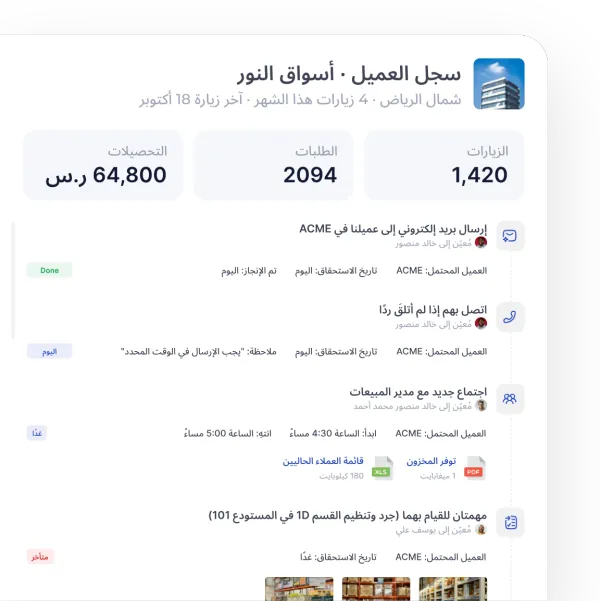 سجل العميل · أسواق النور
شمال الرياض · 4 زيارات هذا الشهر · آخر زيارة 18 أكتوبر
الزيارات
1,420
الطلبات
2094
التحصيلات
64,800 ر.س
إرسال بريد إلكتروني إلى عميلنا في ACME
مُعيّن إلى خالد منصور
العميل المحتمل: ACME تاريخ الاستحقاق: اليوم تم الإنجاز: اليوم Done
اتصل بهم إذا لم أتلقَ ردًا
مُعيّن إلى خالد منصور
العميل المحتمل: ACME تاريخ الاستحقاق: اليوم ملاحظة: "يجب الإرسال في الوقت المحدد" اليوم
اجتماع جديد مع مدير المبيعات
مُعيّن إلى خالد منصور محمد أحمد
العميل المحتمل: ACME ابدأ: الساعة 4:30 مساءً انتهِ: الساعة 5:00 مساءً غدًا
PDF
توفر المخزون
1 ميغابايت
XLS
قائمة العملاء الحاليين
180 كيلوبايت
مهمتان للقيام بهما (جرد وتنظيم القسم 1D في المستودع 101)
مُعيّن إلى يوسف علي
العميل المحتمل: ACME تاريخ الاستحقاق: غدًا متأخر